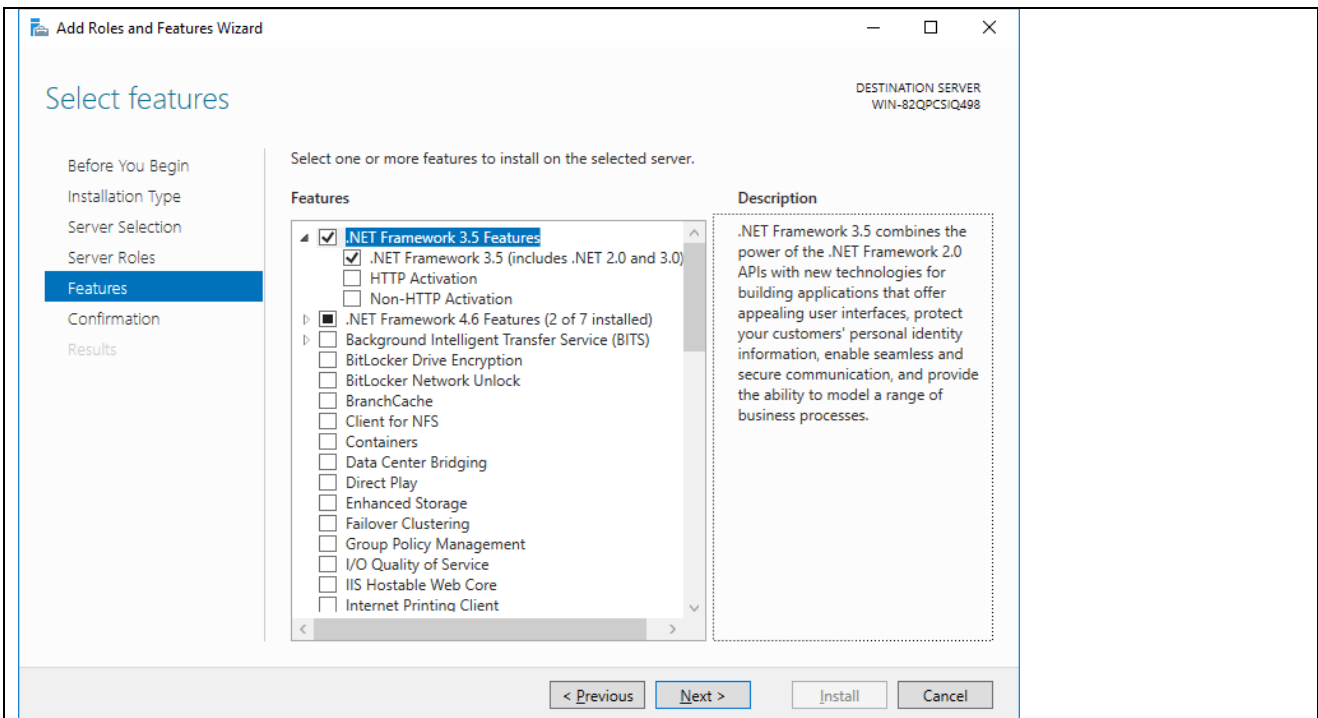 Add Roles and Features Wizard
Select features
DESTINATION SERVER
WIN-82QPCSIQ498
Before You Begin
Installation Type
Server Selection
Server Roles
Features
Confirmation
Results
Select one or more features to install on the selected server.
Features
.NET Framework 3.5 Features
.NET Framework 3.5 (includes .NET 2.0 and 3.0)
HTTP Activation
Non-HTTP Activation
.NET Framework 4.6 Features (2 of 7 installed)
Background Intelligent Transfer Service (BITS)
BitLocker Drive Encryption
BitLocker Network Unlock
BranchCache
Client for NFS
Containers
Data Center Bridging
Direct Play
Enhanced Storage
Failover Clustering
Group Policy Management
I/O Quality of Service
IIS Hostable Web Core
Internet Printing Client
Description
.NET Framework 3.5 combines the
power of the .NET Framework 2.0
APIs with new technologies for
building applications that offer
appealing user interfaces, protect
your customers' personal identity
information, enable seamless and
secure communication, and provide
the ability to model a range of
business processes.
< Previous
Next >
Install
Cancel